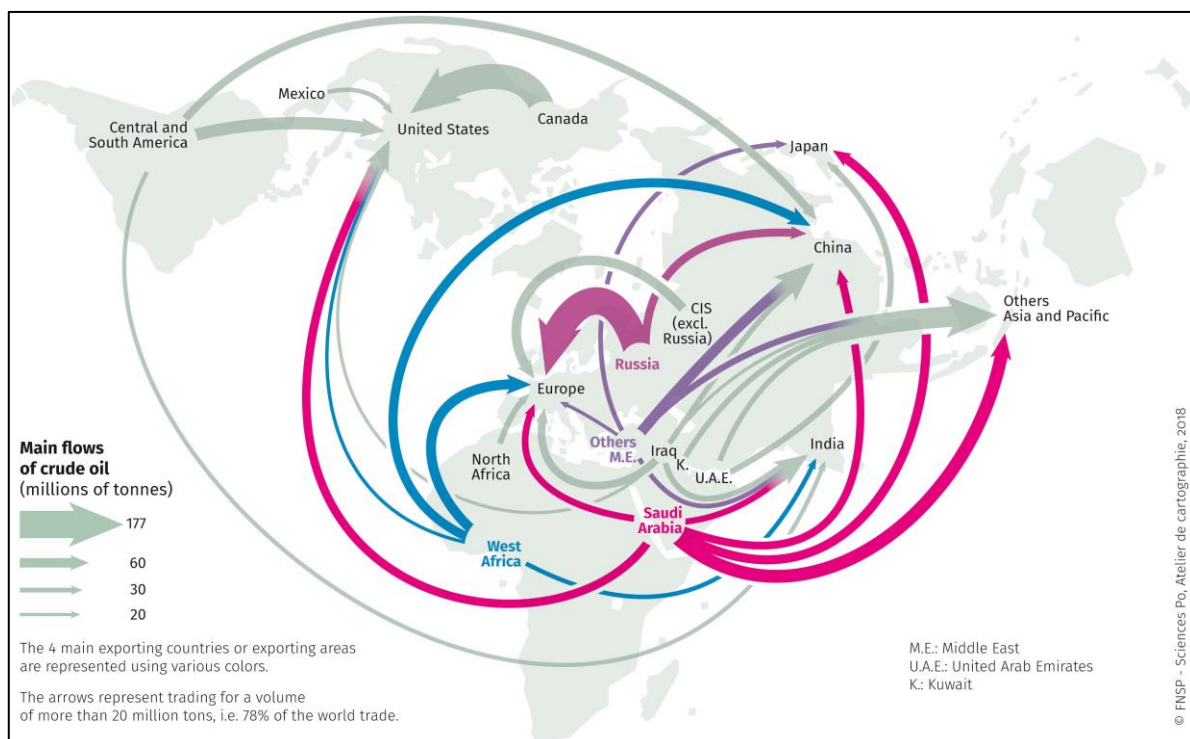 Mexico
Central and
South America
United States
Canada
Japan
China
Others
Asia and Pacific
CIS
(excl.
Russia)
Russia
Europe
Others
M.E.
Iraq
K.
U.A.E.
India
North
Africa
Saudi
Arabia
West
Africa
Main flows
of crude oil
(millions of tonnes)
177
60
30
20
The 4 main exporting countries or exporting areas
are represented using various colors.
The arrows represent trading for a volume
of more than 20 million tons, i.e. 78% of the world trade.
M.E.: Middle East
U.A.E.: United Arab Emirates
K.: Kuwait
© FNSP - Sciences Po, Atelier de cartographie, 2018